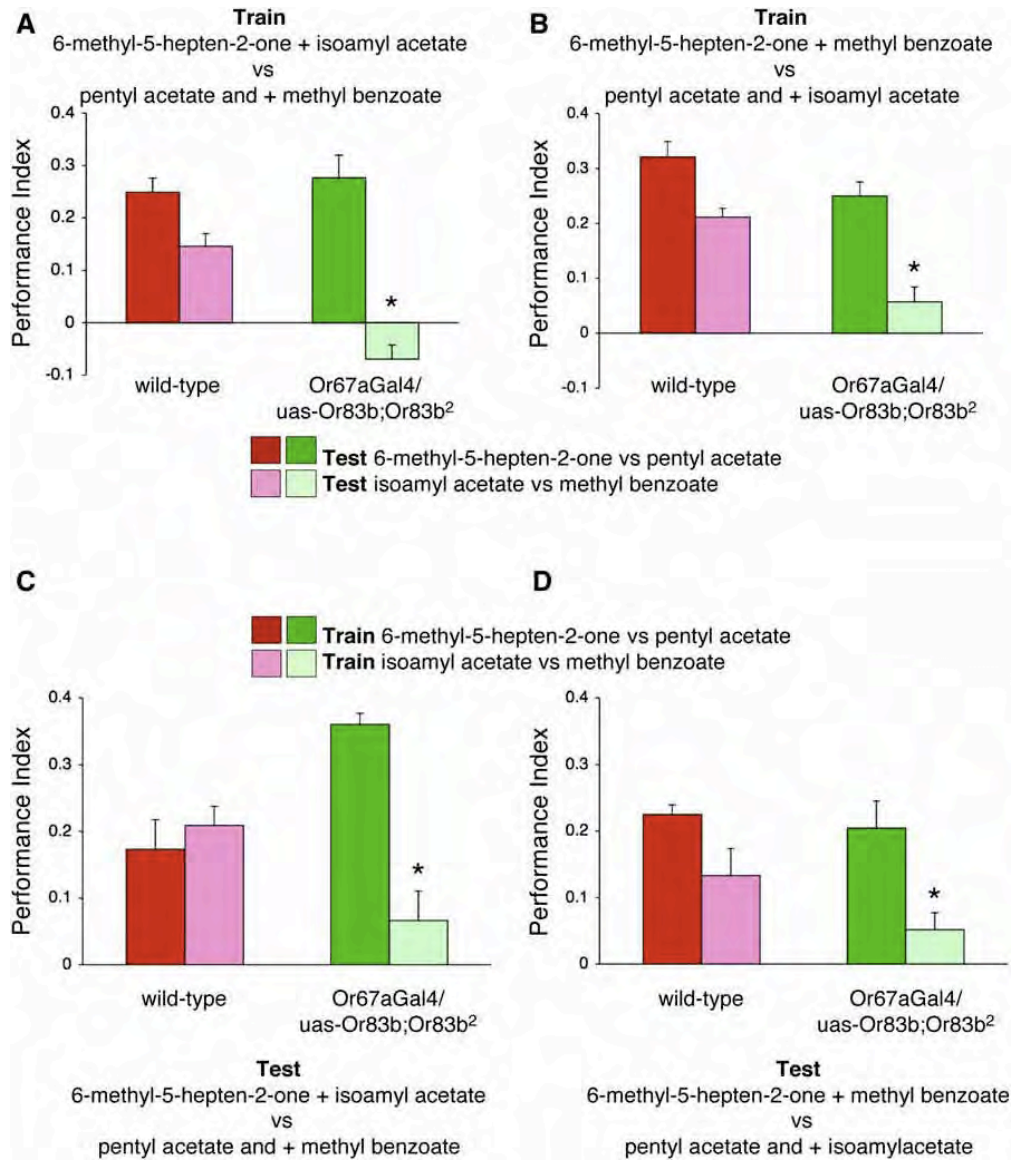 A
Train
6-methyl-5-hepten-2-one + isoamyl acetate
vs
pentyl acetate and + methyl benzoate
Performance Index
0.4
0.3
0.2
0.1
0
-0.1
*
wild-type
Or67aGal4/
uas-Or83b;Or83b²
B
Train
6-methyl-5-hepten-2-one + methyl benzoate
vs
pentyl acetate and + isoamyl acetate
Performance Index
0.4
0.3
0.2
0.1
0
-0.1
*
wild-type
Or67aGal4/
uas-Or83b;Or83b²
Test 6-methyl-5-hepten-2-one vs pentyl acetate
Test isoamyl acetate vs methyl benzoate
C
D
Train 6-methyl-5-hepten-2-one vs pentyl acetate
Train isoamyl acetate vs methyl benzoate
Performance Index
0.4
0.3
0.2
0.1
0
*
wild-type
Or67aGal4/
uas-Or83b;Or83b²
Test
6-methyl-5-hepten-2-one + isoamyl acetate
vs
pentyl acetate and + methyl benzoate
Performance Index
0.4
0.3
0.2
0.1
0
*
wild-type
Or67aGal4/
uas-Or83b;Or83b²
Test
6-methyl-5-hepten-2-one + methyl benzoate
vs
pentyl acetate and + isoamylacetate